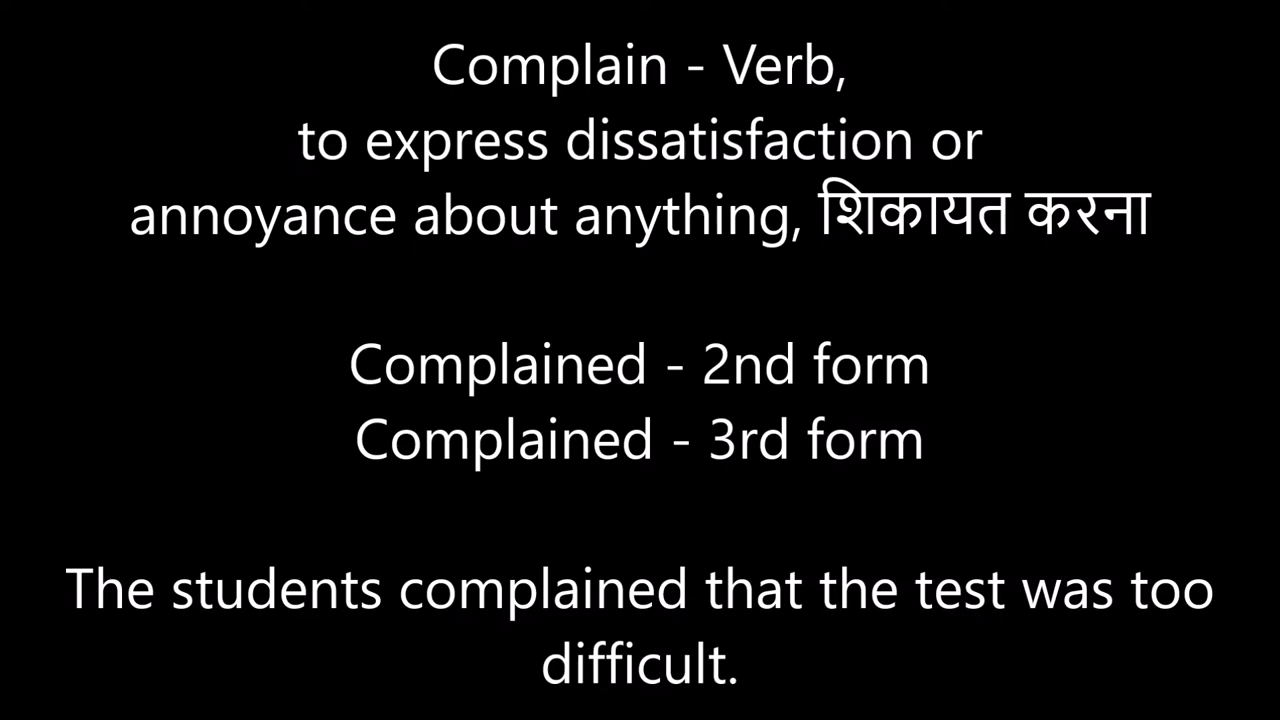 Complain - Verb,
to express dissatisfaction or
annoyance about anything, शिकायत करना
Complained - 2nd form
Complained - 3rd form
The students complained that the test was too
difficult.